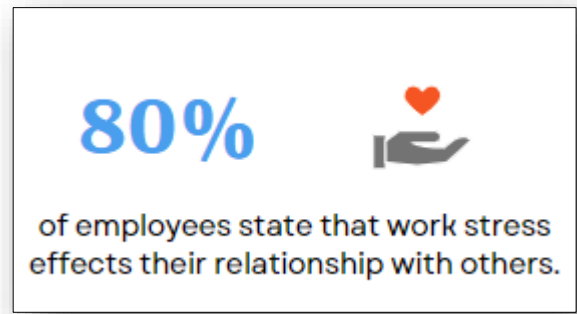 80%
of employees state that work stress
effects their relationship with others.